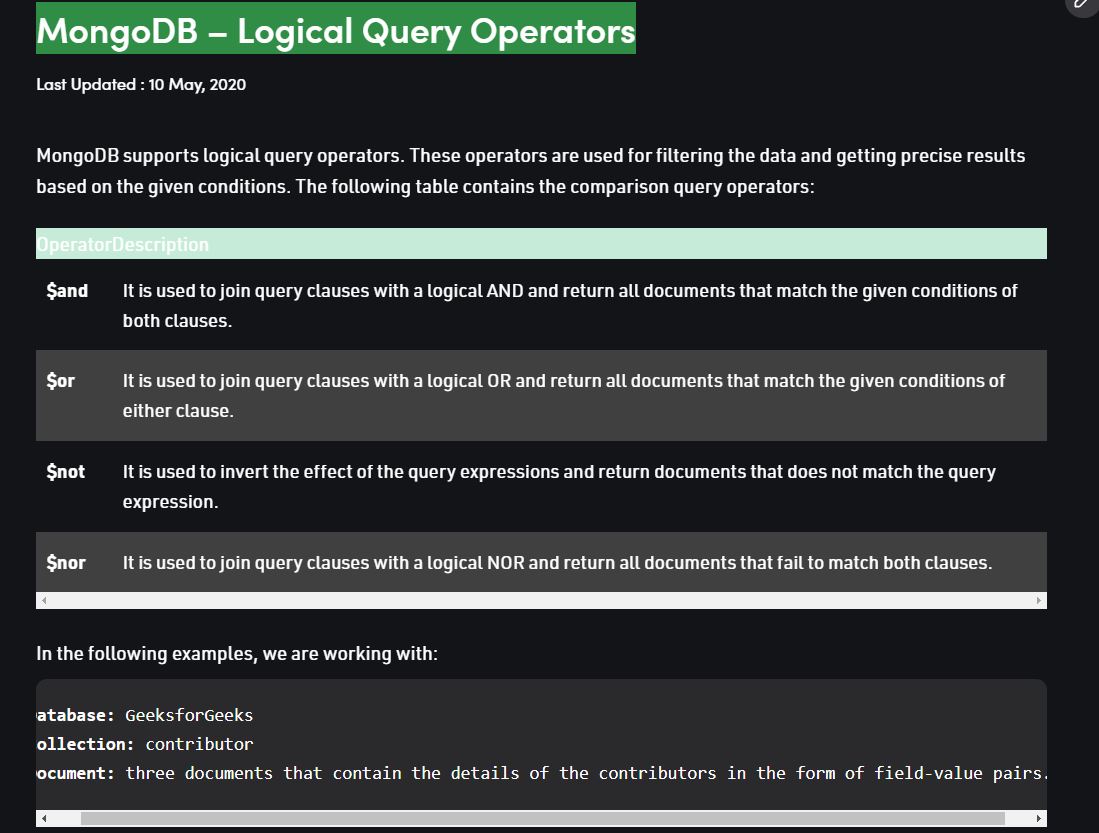 MongoDB – Logical Query Operators
Last Updated : 10 May, 2020
MongoDB supports logical query operators. These operators are used for filtering the data and getting precise results
based on the given conditions. The following table contains the comparison query operators:
OperatorDescription
$and It is used to join query clauses with a logical AND and return all documents that match the given conditions of
both clauses.
$or It is used to join query clauses with a logical OR and return all documents that match the given conditions of
either clause.
$not It is used to invert the effect of the query expressions and return documents that does not match the query
expression.
$nor It is used to join query clauses with a logical NOR and return all documents that fail to match both clauses.
In the following examples, we are working with:
atabase: GeeksforGeeks
ollection: contributor
ocument: three documents that contain the details of the contributors in the form of field-value pairs.